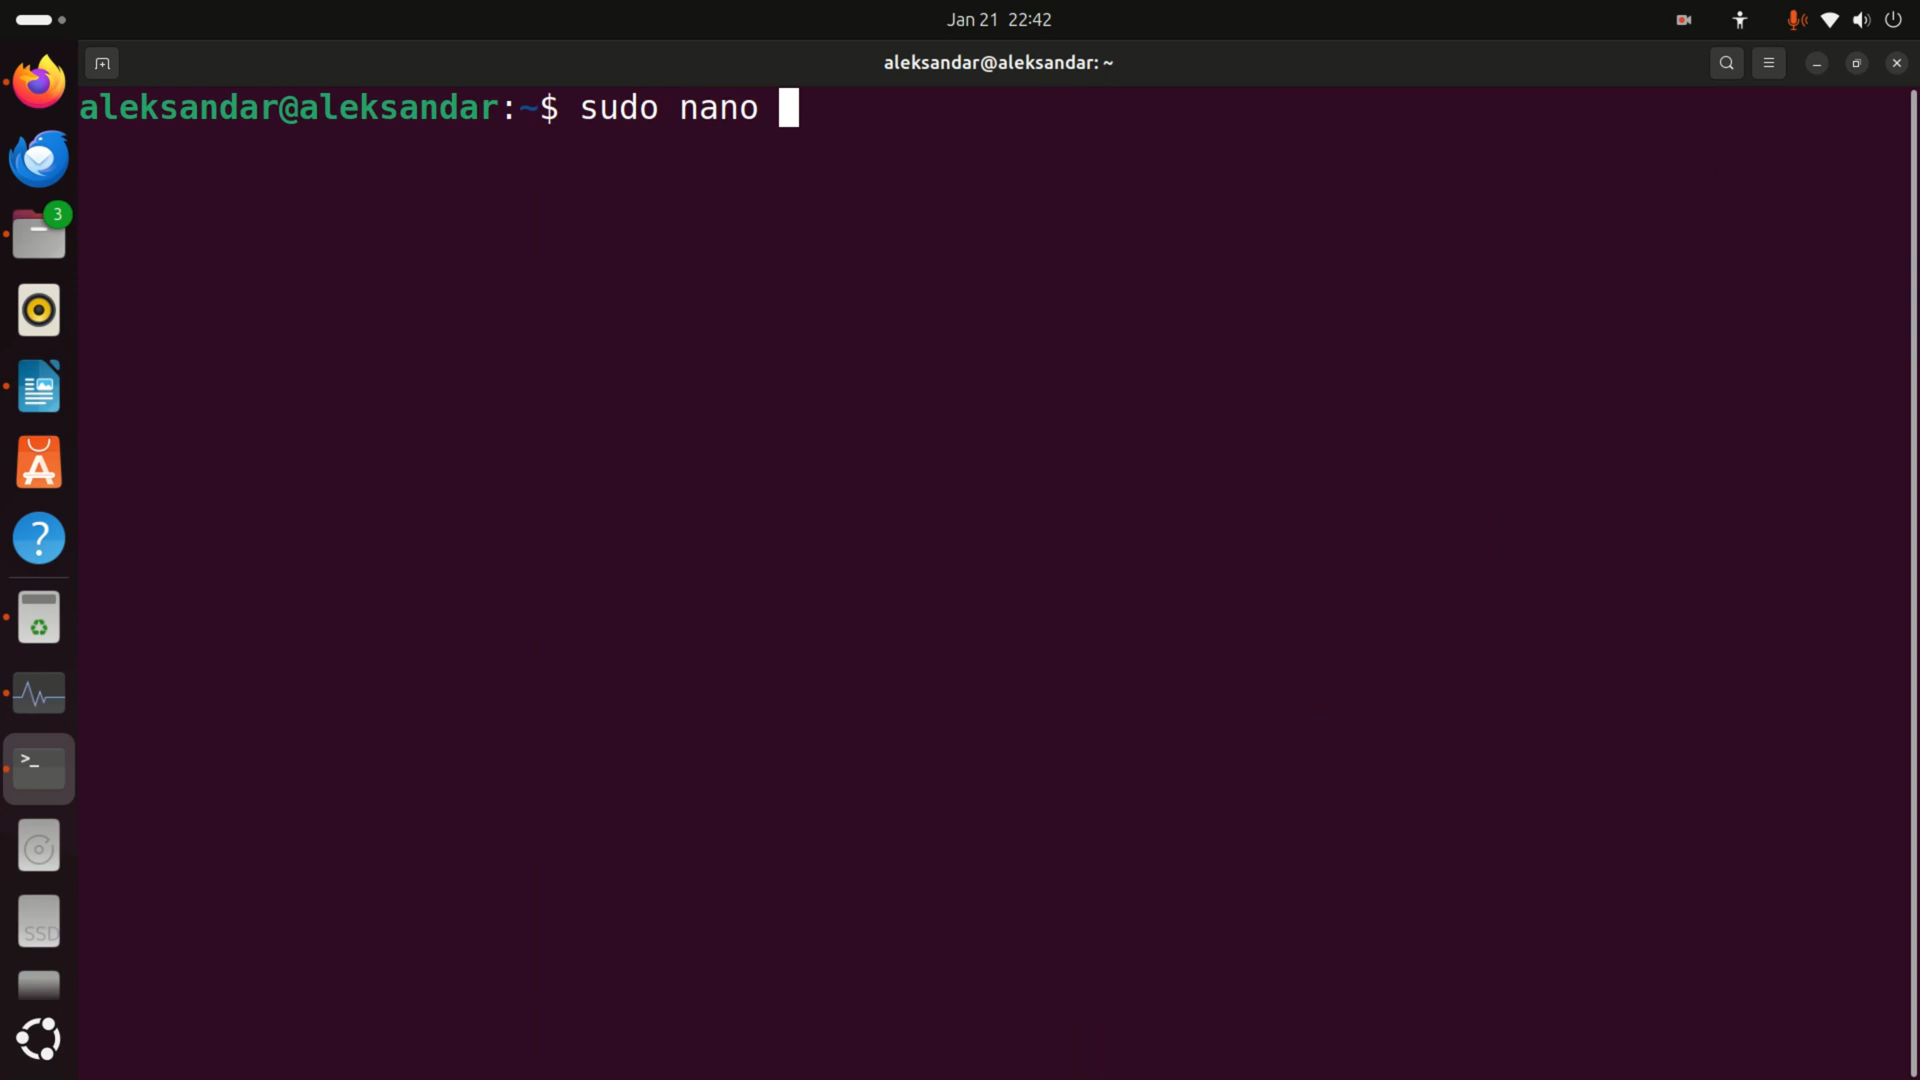 Jan 21 22:42
aleksandar@aleksandar: ~
aleksandar@aleksandar:~$ sudo nano
3
?
>_
SSD